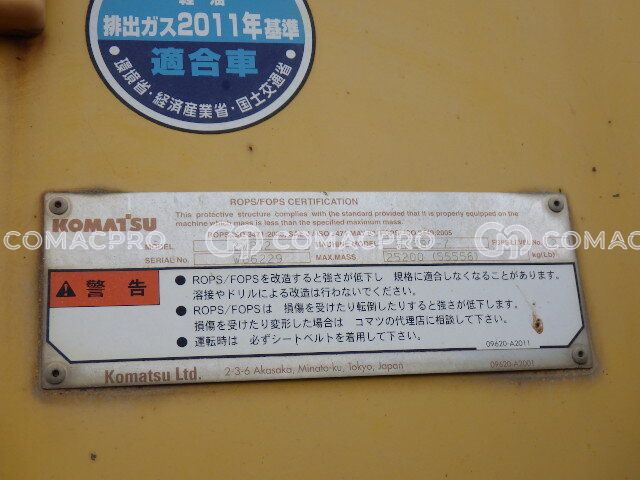 排出ガス2011年基準
適合車
・環境省・経済産業省・国土交通省・
ROPS/FOPS CERTIFICATION
KOMATSU
This protective structure complies with the standard provided that it is properly equipped on the
machine which mass is less than the specified maximum mass.
COMACPRO COMACPRO
MODEL MACHINE MODEL FOPS LEVEL NO.
SERIAL NO. MAX.MASS 25200 (55556) kg(Lb)
警告
● ROPS/FOPSを改造すると強さが低下し 規格に適合しなくなることがあります。
溶接やドリルによる改造は行わないでください。
● ROPS/FOPSは 損傷を受けたり転倒したりすると強さが低下します。
損傷を受けたり変形した場合は コマツの代理店に相談して下さい。
● 運転時は 必ずシートベルトを着用して下さい。
09620-A2011
Komatsu Ltd. 2-3-6 Akasaka, Minato-ku, Tokyo, Japan 09620-A2001